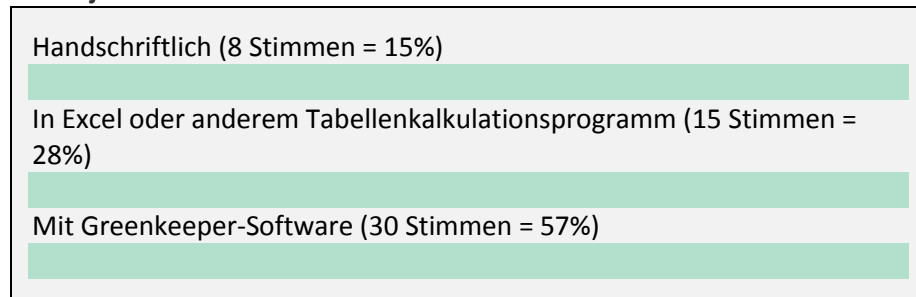 Handschriftlich (8 Stimmen = 15%)
In Excel oder anderem Tabellenkalkulationsprogramm (15 Stimmen =
28%)
Mit Greenkeeper-Software (30 Stimmen = 57%)